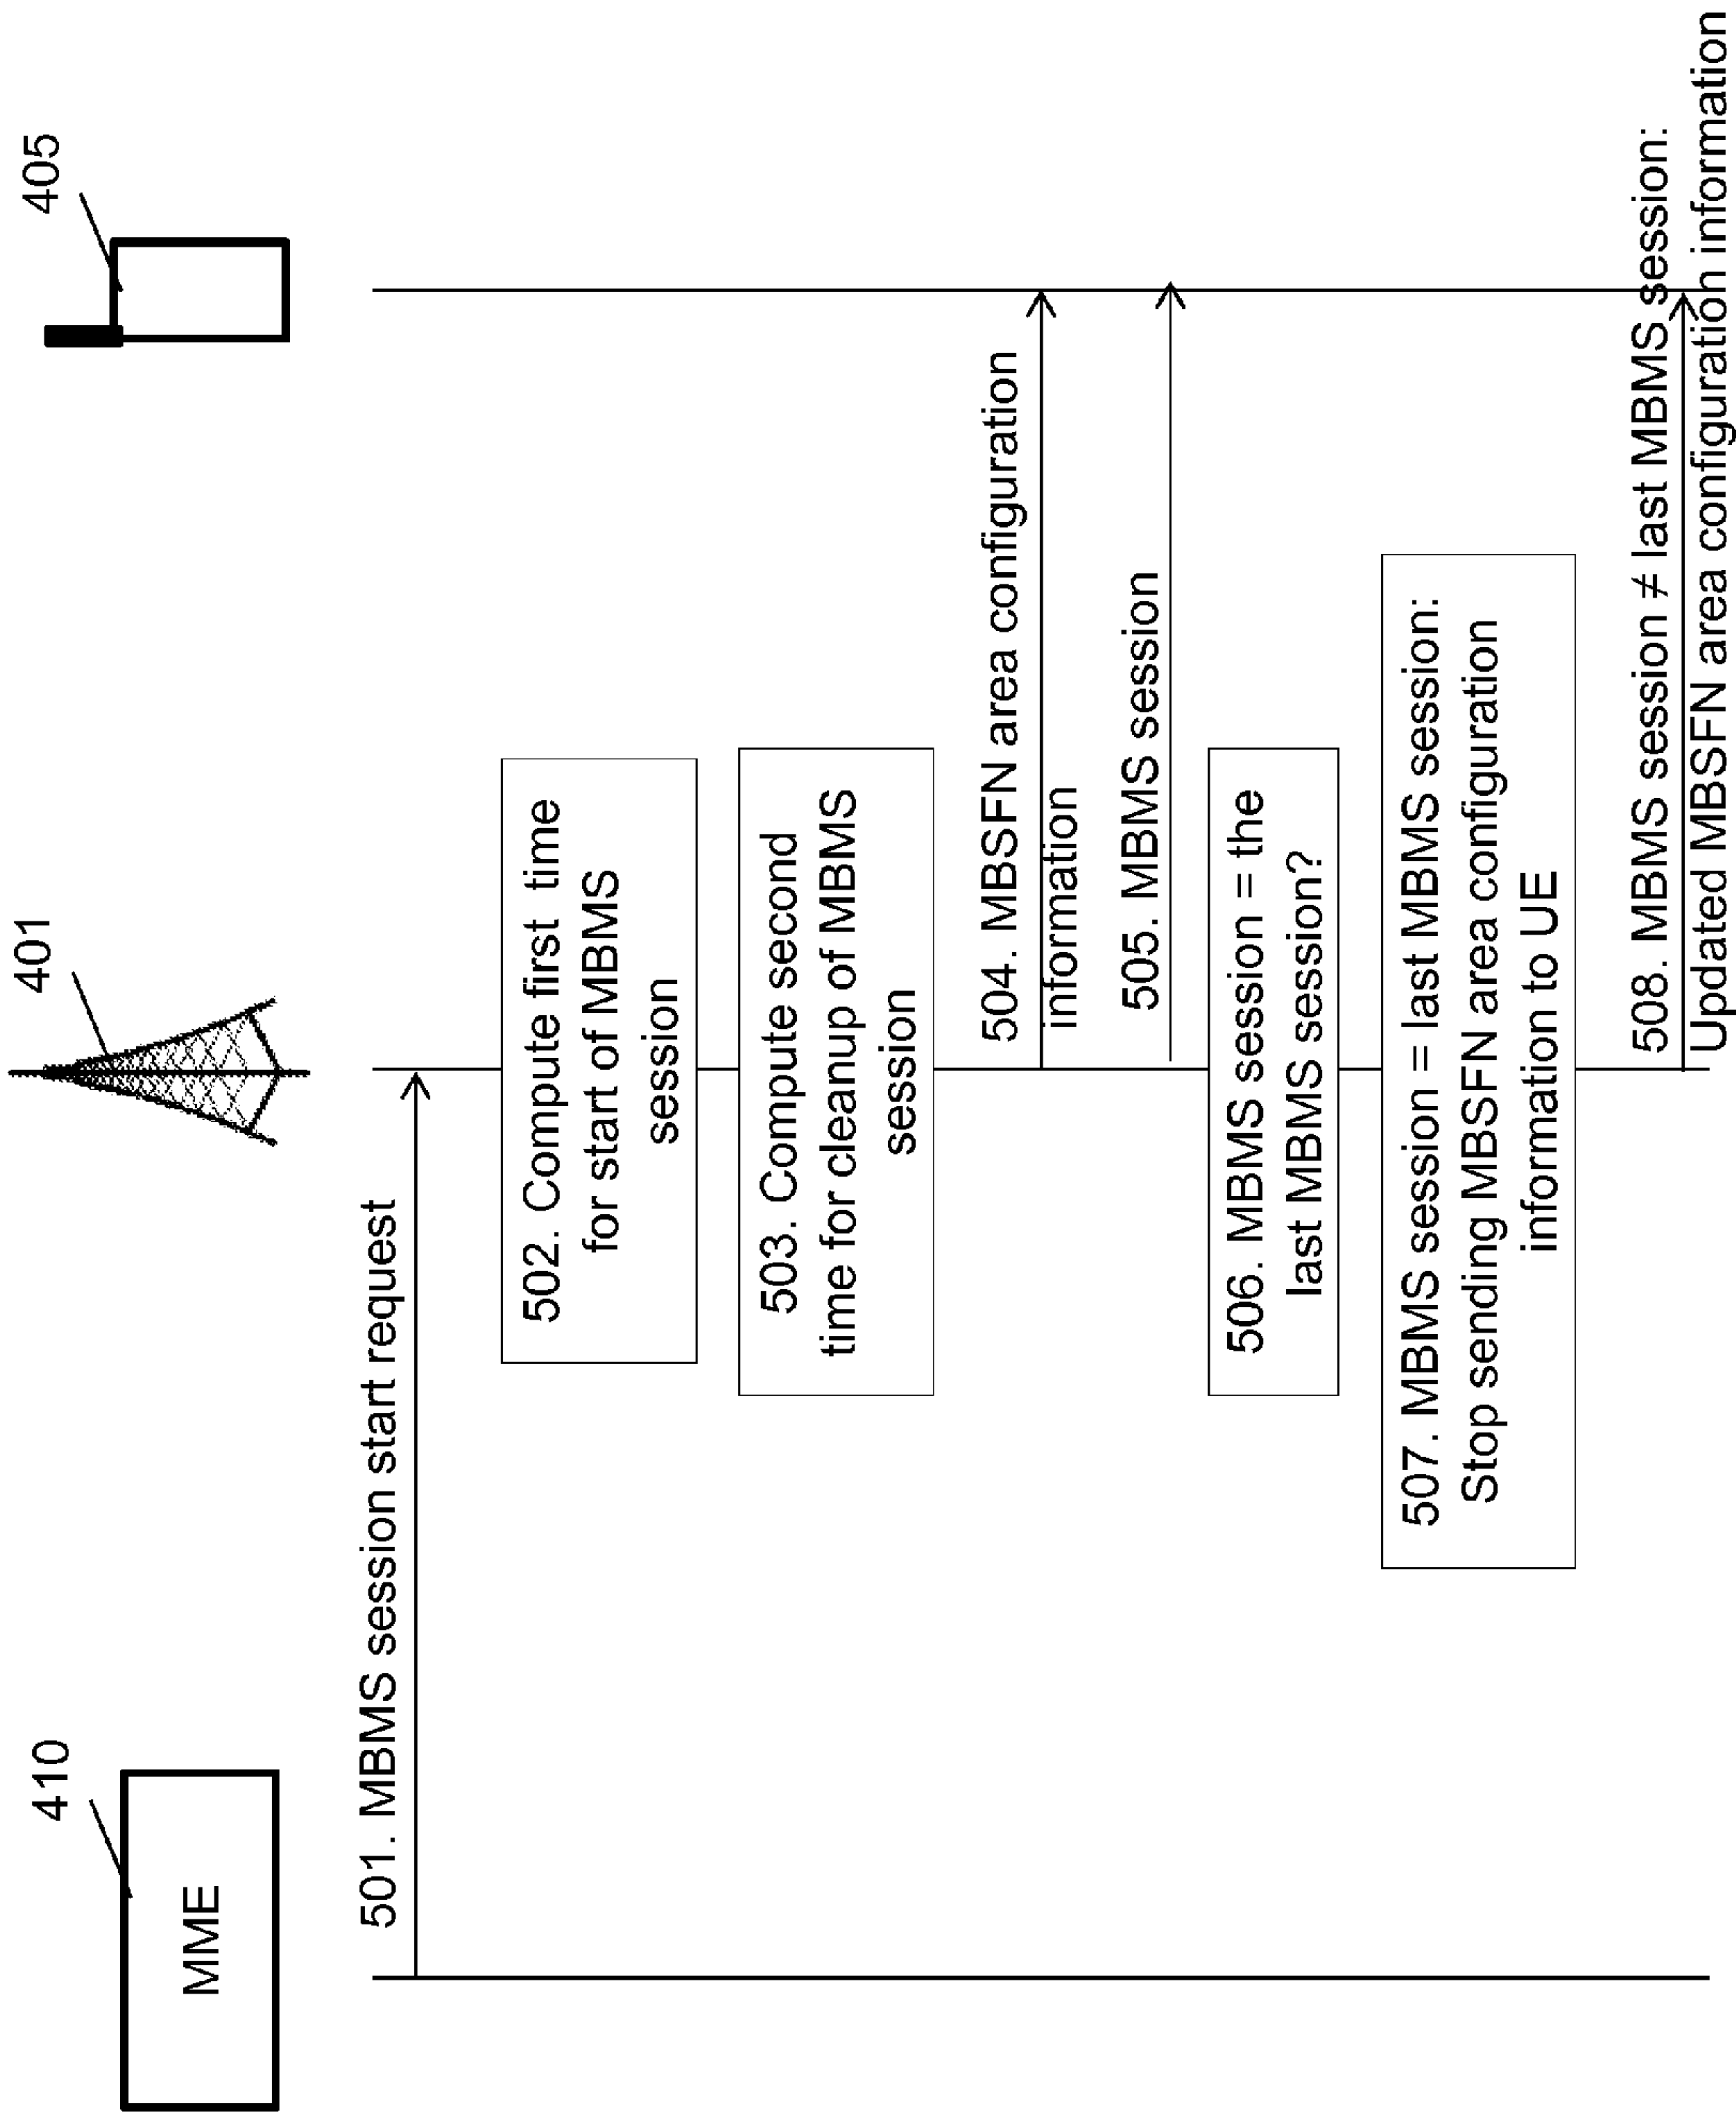 410
401
405
MME
501. MBMS session start request
502. Compute first time
for start of MBMS
session
503. Compute second
time for cleanup of MBMS
session
504. MBSFN area configuration
information
505. MBMS session
506. MBMS session = the
last MBMS session?
507. MBMS session = last MBMS session:
Stop sending MBSFN area configuration
information to UE
508. MBMS session ≠ last MBMS session:
Updated MBSFN area configuration information